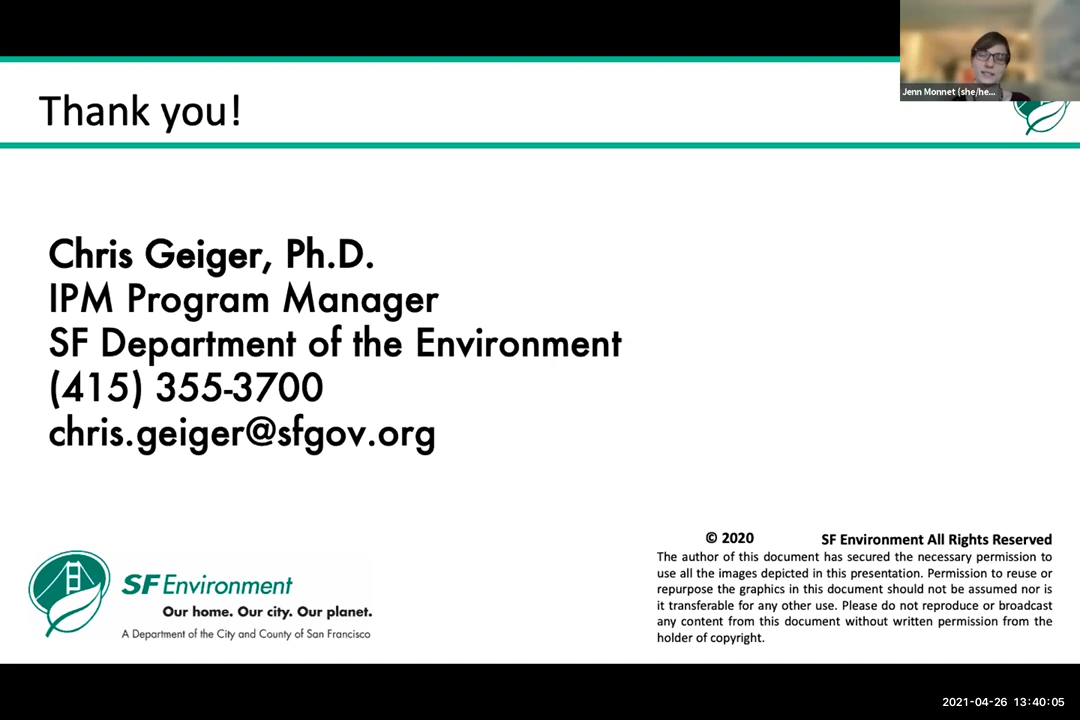 Jenn Monnet (she/he...
Thank you!
Chris Geiger, Ph.D.
IPM Program Manager
SF Department of the Environment
(415) 355-3700
chris.geiger@sfgov.org
© 2020 SF Environment All Rights Reserved
The author of this document has secured the necessary permission to
use all the images depicted in this presentation. Permission to reuse or
repurpose the graphics in this document should not be assumed nor is
it transferable for any other use. Please do not reproduce or broadcast
any content from this document without written permission from the
holder of copyright.
SF Environment
Our home. Our city. Our planet.
A Department of the City and County of San Francisco
2021-04-26 13:40:05